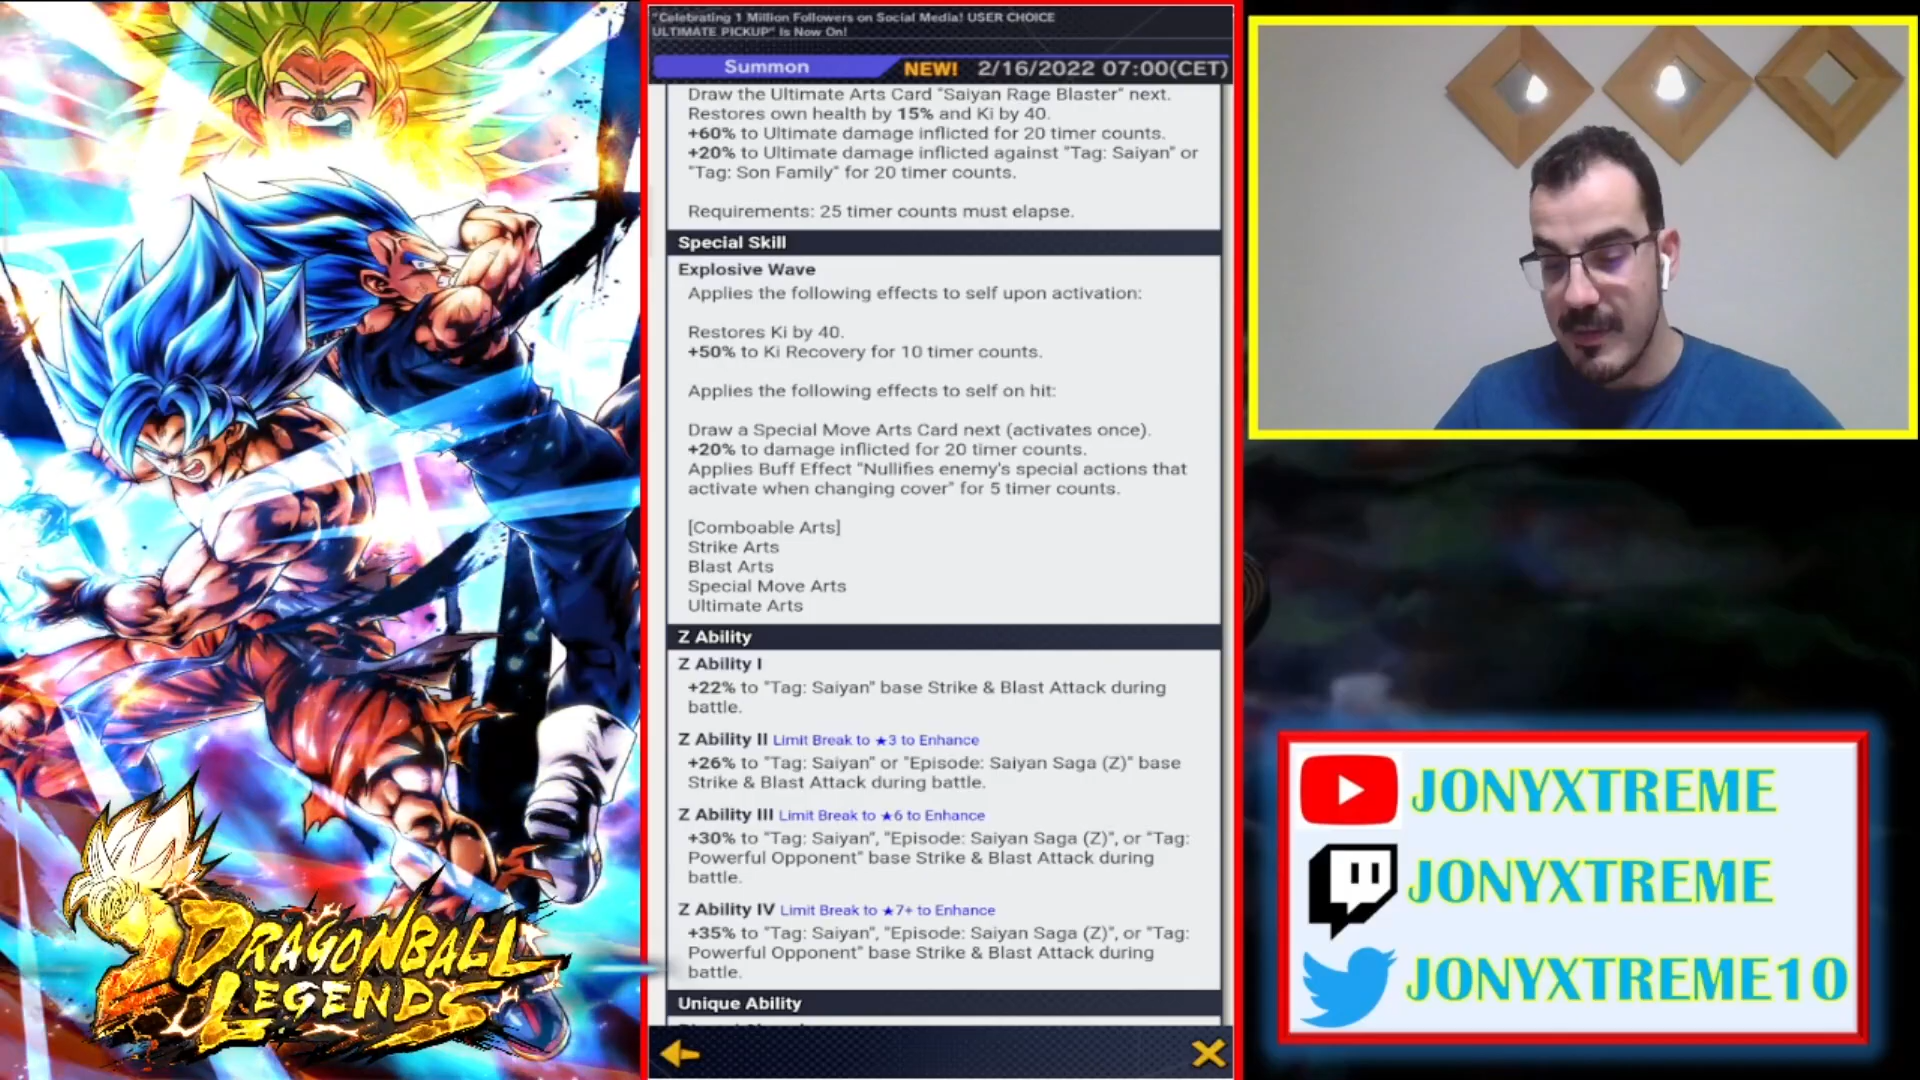 "Celebrating 1 Million Followers on Social Media! USER CHOICE
ULTIMATE PICKUP" Is Now On!
Summon NEW! 2/16/2022 07:00(CET)
Draw the Ultimate Arts Card "Saiyan Rage Blaster" next.
Restores own health by 15% and Ki by 40.
+60% to Ultimate damage inflicted for 20 timer counts.
+20% to Ultimate damage inflicted against "Tag: Saiyan" or
"Tag: Son Family" for 20 timer counts.
Requirements: 25 timer counts must elapse.
Special Skill
Explosive Wave
Applies the following effects to self upon activation:
Restores Ki by 40.
+50% to Ki Recovery for 10 timer counts.
Applies the following effects to self on hit:
Draw a Special Move Arts Card next (activates once).
+20% to damage inflicted for 20 timer counts.
Applies Buff Effect "Nullifies enemy's special actions that
activate when changing cover" for 5 timer counts.
[Comboable Arts]
Strike Arts
Blast Arts
Special Move Arts
Ultimate Arts
Z Ability
Z Ability I
+22% to "Tag: Saiyan" base Strike & Blast Attack during
battle.
Z Ability II Limit Break to ★3 to Enhance
+26% to "Tag: Saiyan" or "Episode: Saiyan Saga (Z)" base
Strike & Blast Attack during battle.
Z Ability III Limit Break to ★6 to Enhance
+30% to "Tag: Saiyan", "Episode: Saiyan Saga (Z)", or "Tag:
Powerful Opponent" base Strike & Blast Attack during
battle.
Z Ability IV Limit Break to ★7+ to Enhance
+35% to "Tag: Saiyan", "Episode: Saiyan Saga (Z)", or "Tag:
Powerful Opponent" base Strike & Blast Attack during
battle.
Unique Ability
DRAGONBALL
LEGENDS
JONYXTREME
JONYXTREME
JONYXTREME10